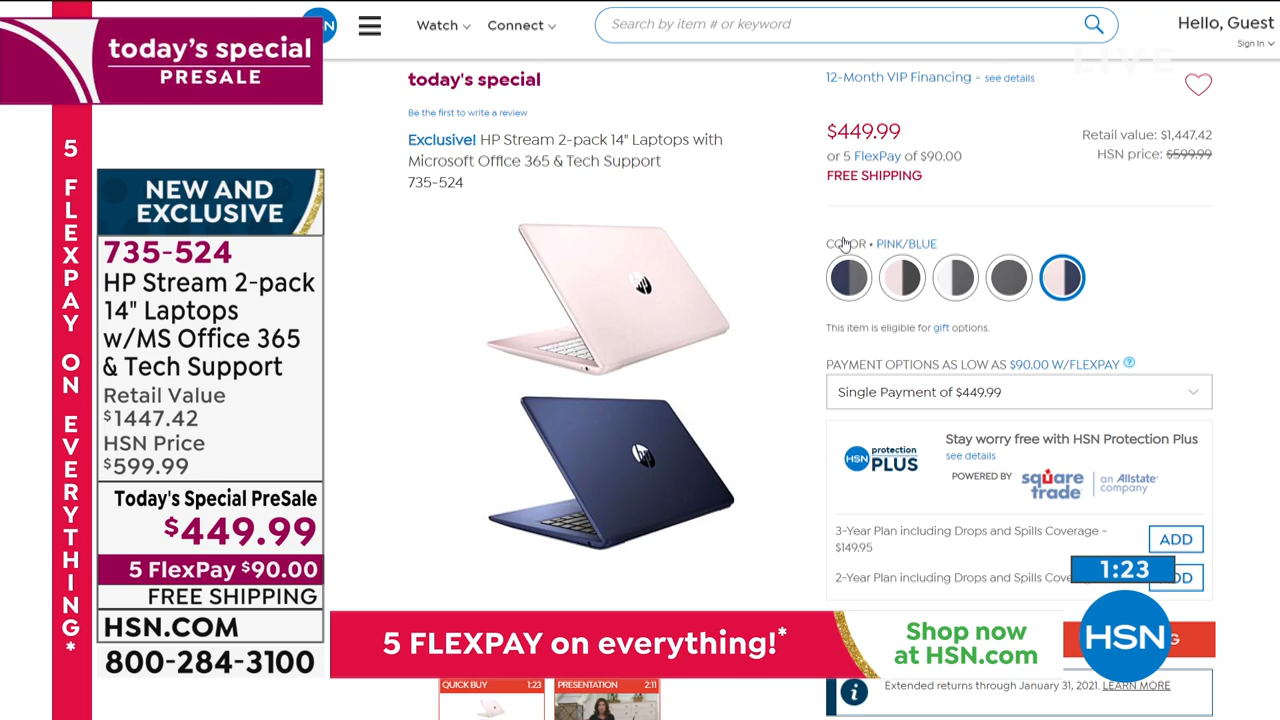 today's special
PRESALE
5 FLEXPAY ON EVERYTHING*
NEW AND
EXCLUSIVE
735-524
HP Stream 2-pack
14" Laptops
w/MS Office 365
& Tech Support
Retail Value
$1447.42
HSN Price
$599.99
Today's Special PreSale
$449.99
5 FlexPay $90.00
FREE SHIPPING
HSN.COM
800-284-3100
Watch
Connect
Search by item # or keyword
Hello, Guest
Sign In
LIVE
today's special
Be the first to write a review
Exclusive! HP Stream 2-pack 14" Laptops with
Microsoft Office 365 & Tech Support
735-524
hp
hp
12-Month VIP Financing - see details
$449.99
Retail value: $1,447.42
or 5 FlexPay of $90.00
HSN price: $599.99
FREE SHIPPING
COLOR • PINK/BLUE
This item is eligible for gift options.
PAYMENT OPTIONS AS LOW AS $90.00 W/FLEXPAY ?
Single Payment of $449.99
HSN protection PLUS
Stay worry free with HSN Protection Plus
see details
POWERED BY
square trade
an Allstate company
3-Year Plan including Drops and Spills Coverage -
$149.95
ADD
2-Year Plan including Drops and Spills
1:23
5 FLEXPAY on everything!*
Shop now
at HSN.com
HSN
QUICK BUY 1:23
PRESENTATION 2:11
i
Extended returns through January 31, 2021. LEARN MORE